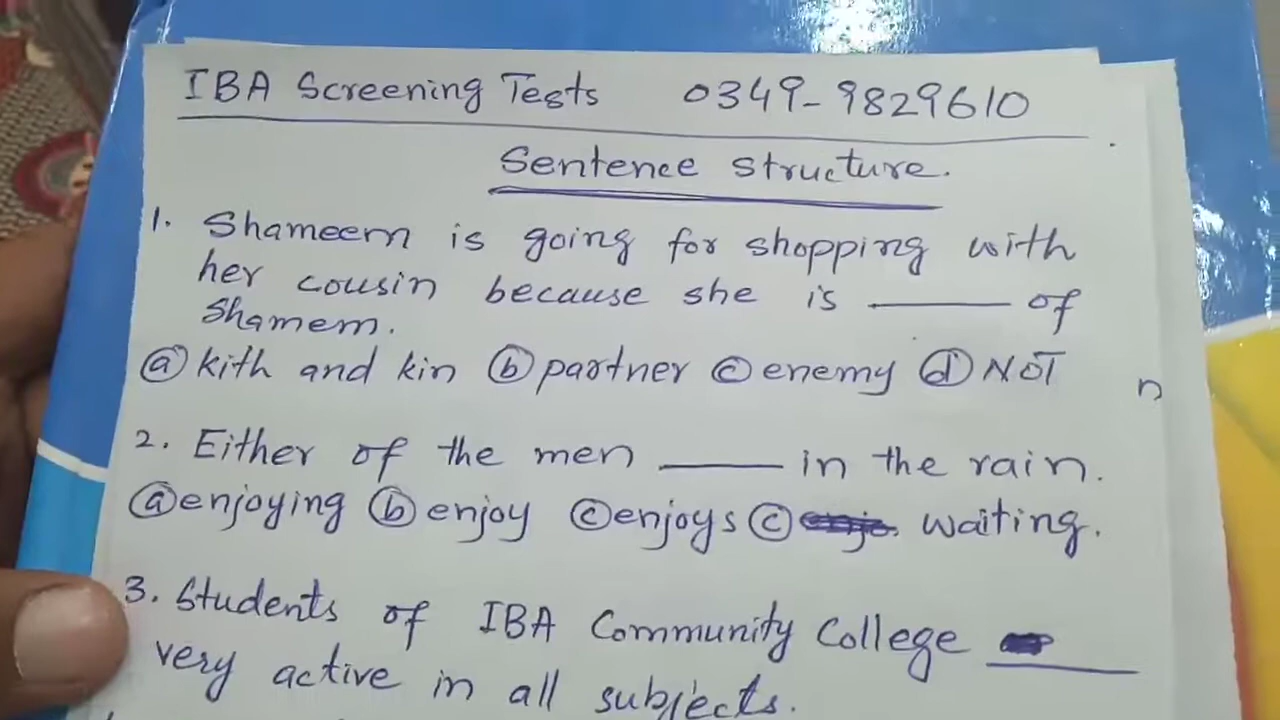 IBA Screening Tests 0349-9829610
Sentence structure.
1. Shameem is going for shopping with
her cousin because she is ______ of
Shamem.
ⓐ kith and kin ⓑ partner ⓒ enemy ⓓ NOT
n
2. Either of the men ______ in the rain.
ⓐ enjoying ⓑ enjoy ⓒ enjoys ⓒ waiting.
3. Students of IBA Community College ______
very active in all subjects.